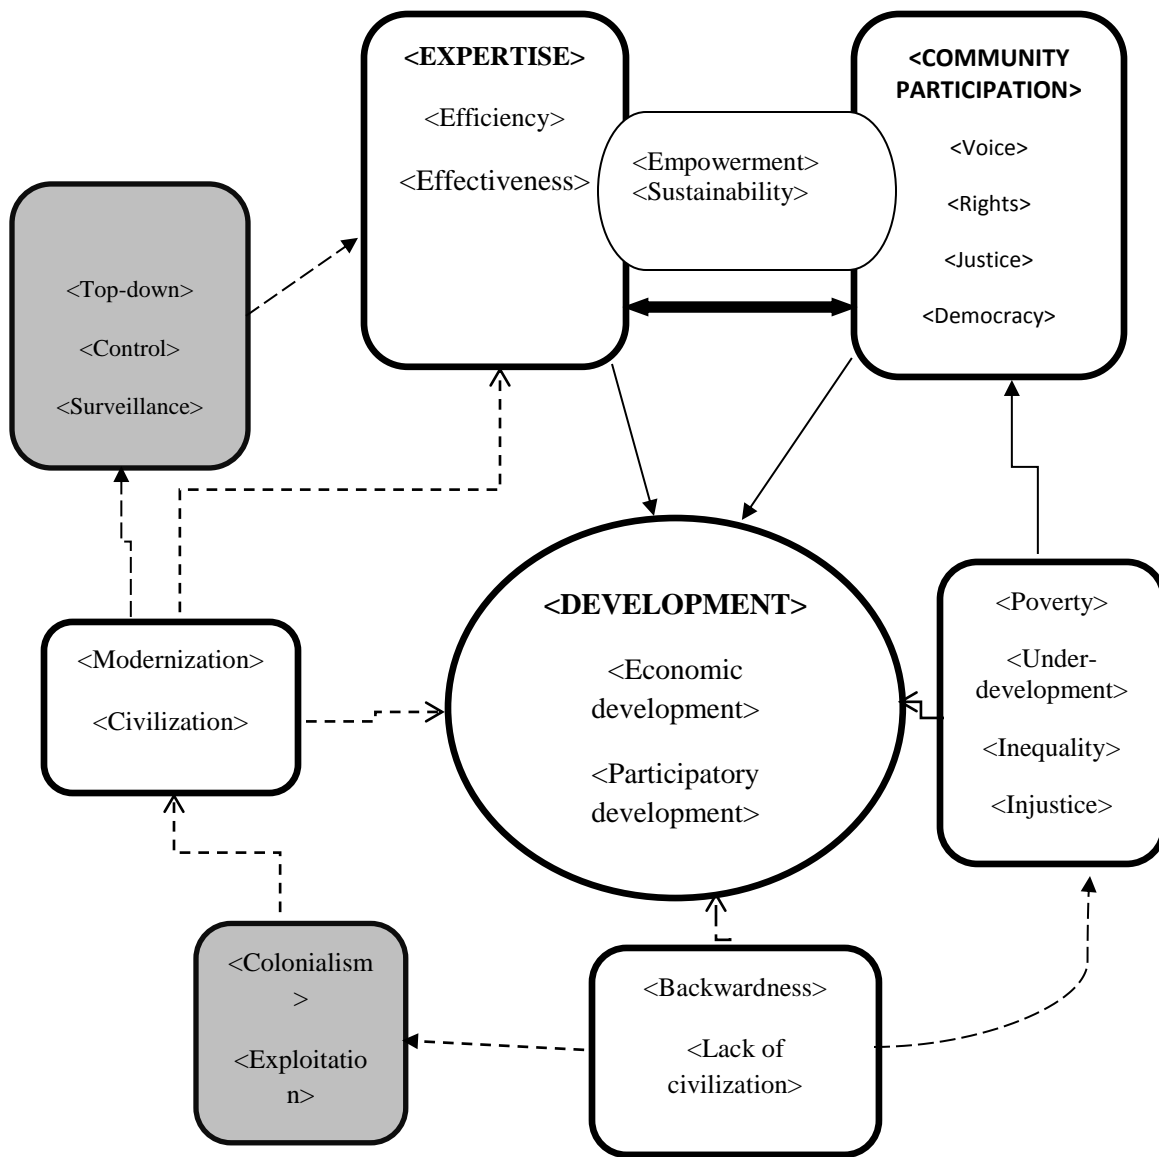 <EXPERTISE>
<Efficiency>
<Effectiveness>
<COMMUNITY
PARTICIPATION>
<Voice>
<Rights>
<Justice>
<Democracy>
<Empowerment>
<Sustainability>
<Top-down>
<Control>
<Surveillance>
<DEVELOPMENT>
<Economic
development>
<Participatory
development>
<Poverty>
<Under-
development>
<Inequality>
<Injustice>
<Modernization>
<Civilization>
<Colonialism
>
<Exploitatio
n>
<Backwardness>
<Lack of
civilization>